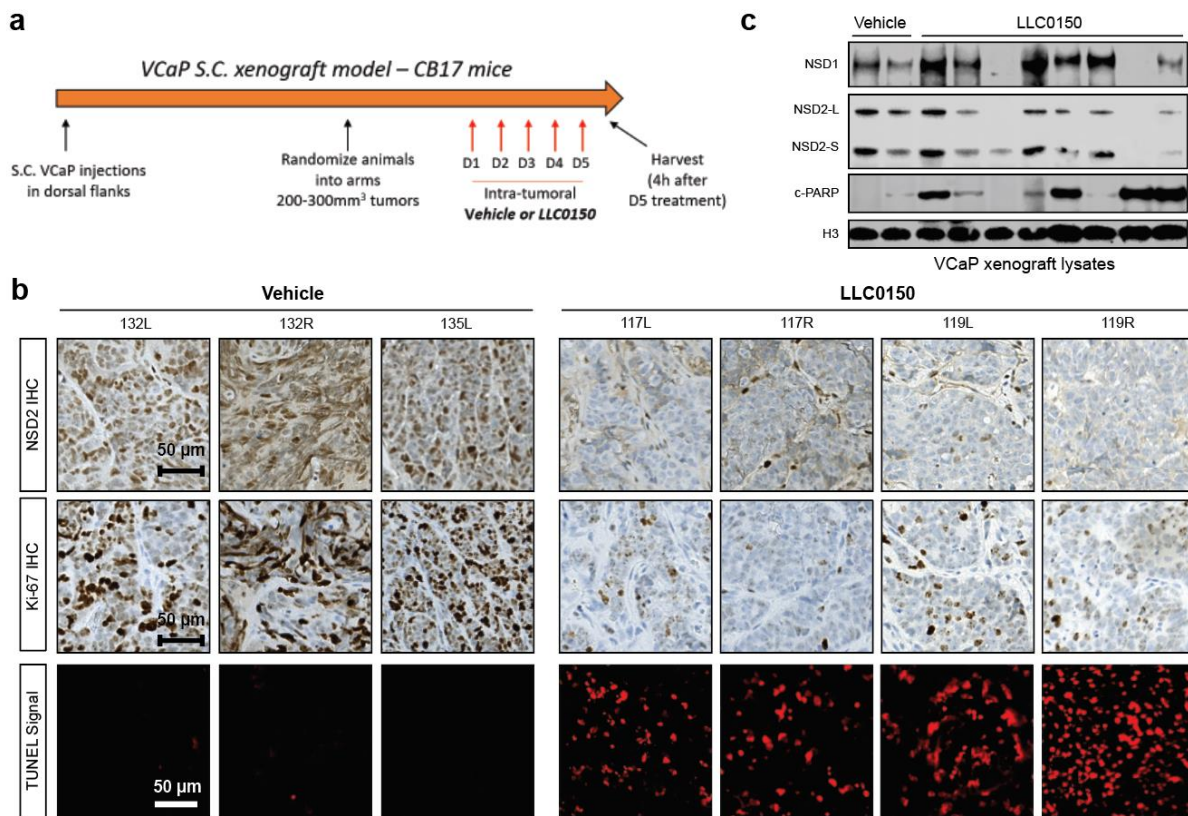 a
VCaP S.C. xenograft model – CB17 mice
S.C. VCaP injections
in dorsal flanks
Randomize animals
into arms
200-300mm³ tumors
D1 D2 D3 D4 D5
Intra-tumoral
Vehicle or LLC0150
Harvest
(4h after
D5 treatment)
c
Vehicle LLC0150
NSD1
NSD2-L
NSD2-S
c-PARP
H3
VCaP xenograft lysates
b
Vehicle LLC0150
132L 132R 135L 117L 117R 119L 119R
NSD2 IHC
50 µm
Ki-67 IHC
50 µm
TUNEL Signal
50 µm